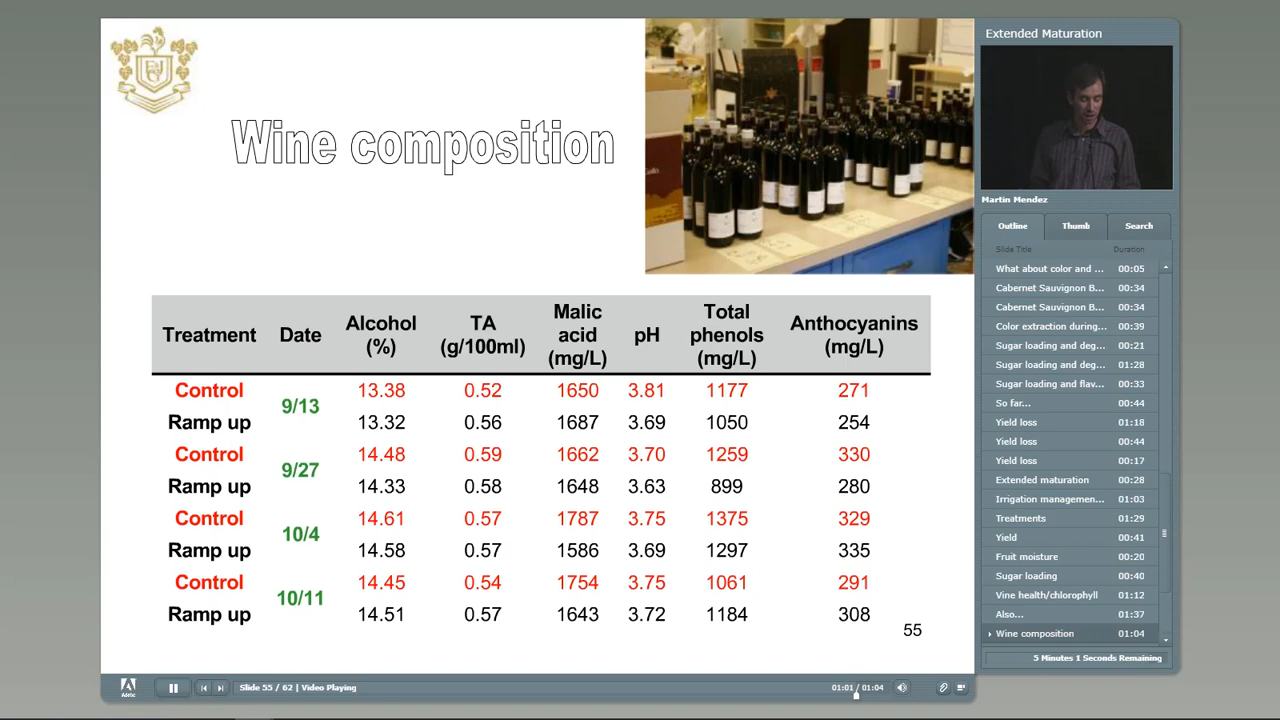 Wine composition
Treatment Date Alcohol (%) TA (g/100ml) Malic acid (mg/L) pH Total phenols (mg/L) Anthocyanins (mg/L)
Control 9/13 13.38 0.52 1650 3.81 1177 271
Ramp up 13.32 0.56 1687 3.69 1050 254
Control 9/27 14.48 0.59 1662 3.70 1259 330
Ramp up 14.33 0.58 1648 3.63 899 280
Control 10/4 14.61 0.57 1787 3.75 1375 329
Ramp up 14.58 0.57 1586 3.69 1297 335
Control 10/11 14.45 0.54 1754 3.75 1061 291
Ramp up 14.51 0.57 1643 3.72 1184 308
55
Extended Maturation
Martin Mendez
Outline Thumb Search
Slide Title Duration
What about color and ... 00:05
Cabernet Sauvignon B... 00:34
Cabernet Sauvignon B... 00:34
Color extraction during... 00:39
Sugar loading and deg... 00:21
Sugar loading and deg... 01:28
Sugar loading and flav... 00:33
So far... 00:44
Yield loss 01:18
Yield loss 00:44
Yield loss 00:17
Extended maturation 00:28
Irrigation managemen... 01:03
Treatments 01:29
Yield 00:41
Fruit moisture 00:20
Sugar loading 00:40
Vine health/chlorophyll 01:12
Also... 01:37
Wine composition 01:04
5 Minutes 1 Seconds Remaining
Adobe
Slide 55 / 62 | Video Playing
01:01 / 01:04